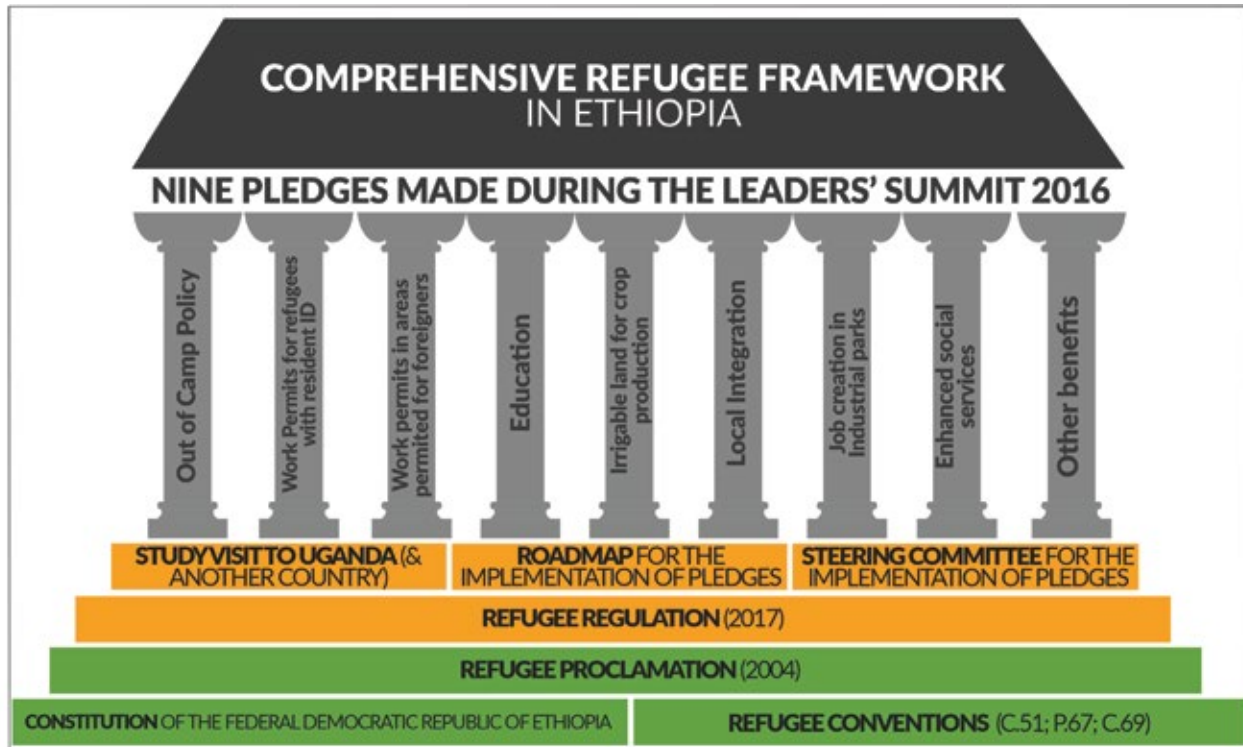 COMPREHENSIVE REFUGEE FRAMEWORK
IN ETHIOPIA
NINE PLEDGES MADE DURING THE LEADERS' SUMMIT 2016
Out of Camp Policy
Work Permits for refugees
with resident ID
Work permits in areas
permited for foreigners
Education
Irrigable land for crop
production
Local Integration
Job creation in
Industrial parks
Enhanced social
services
Other benefits
STUDY VISIT TO UGANDA (&
ANOTHER COUNTRY)
ROADMAP FOR THE
IMPLEMENTATION OF PLEDGES
STEERING COMMITTEE FOR THE
IMPLEMENTATION OF PLEDGES
REFUGEE REGULATION (2017)
REFUGEE PROCLAMATION (2004)
CONSTITUTION OF THE FEDERAL DEMOCRATIC REPUBLIC OF ETHIOPIA
REFUGEE CONVENTIONS (C.51; P.67; C.69)